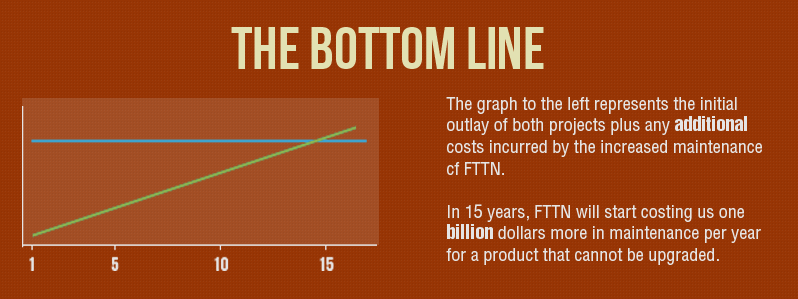 THE BOTTOM LINE
The graph to the left represents the initial
outlay of both projects plus any additional
costs incurred by the increased maintenance
cf FTTN.
In 15 years, FTTN will start costing us one
billion dollars more in maintenance per year
for a product that cannot be upgraded.
1 5 10 15